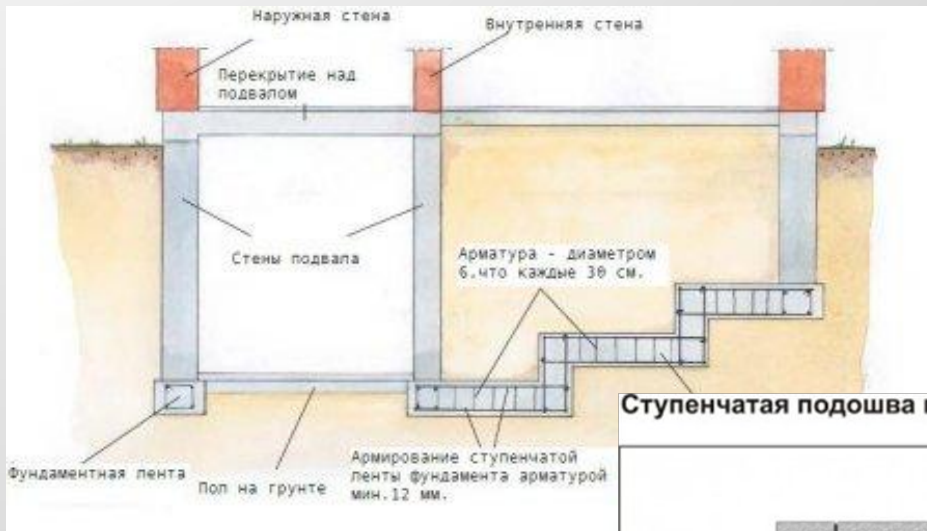 Наружная стена
Внутренняя стена
Перекрытие над
подвалом
Стены подвала
Арматура - диаметром
6.что каждые 30 см.
Ступенчатая подошва
Фундаментная лента
Пол на грунте
Армирование ступенчатой
ленты фундамента арматурой
мин.12 мм.